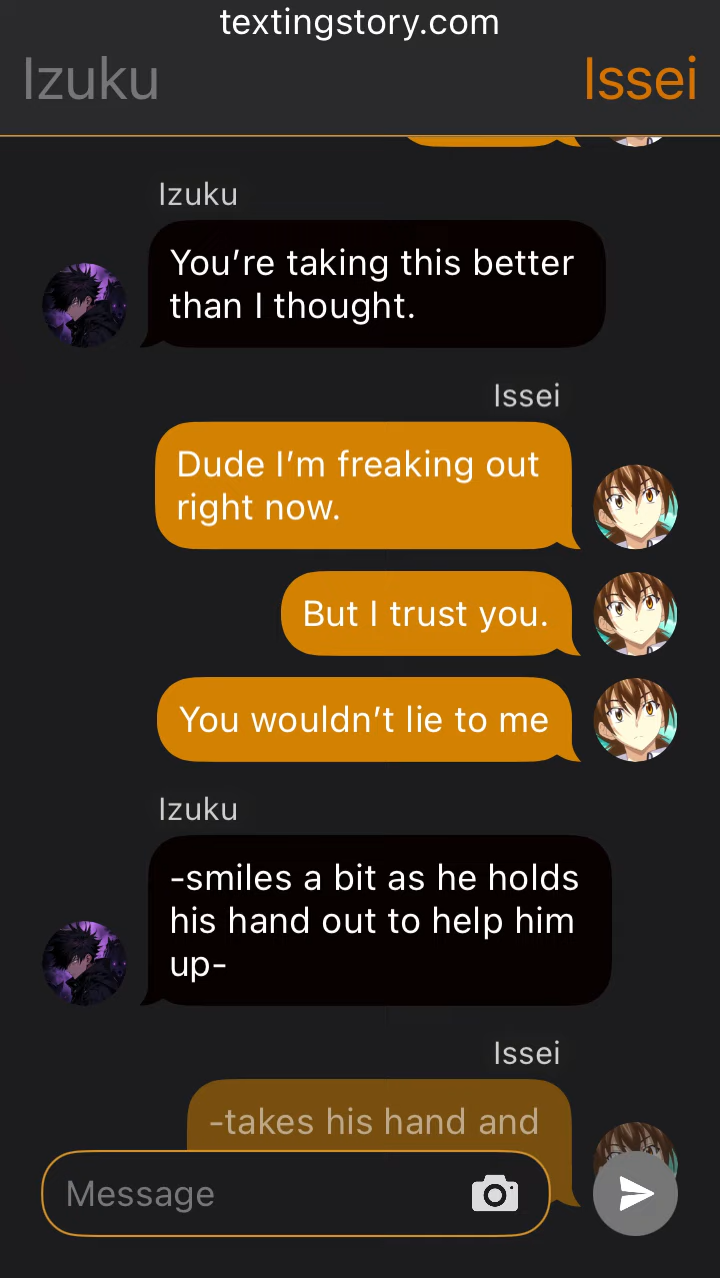 textingstory.com
Izuku
Issei
Izuku
You’re taking this better
than I thought.
Issei
Dude I’m freaking out
right now.
But I trust you.
You wouldn’t lie to me
Izuku
-smiles a bit as he holds
his hand out to help him
up-
Issei
-takes his hand and
Message